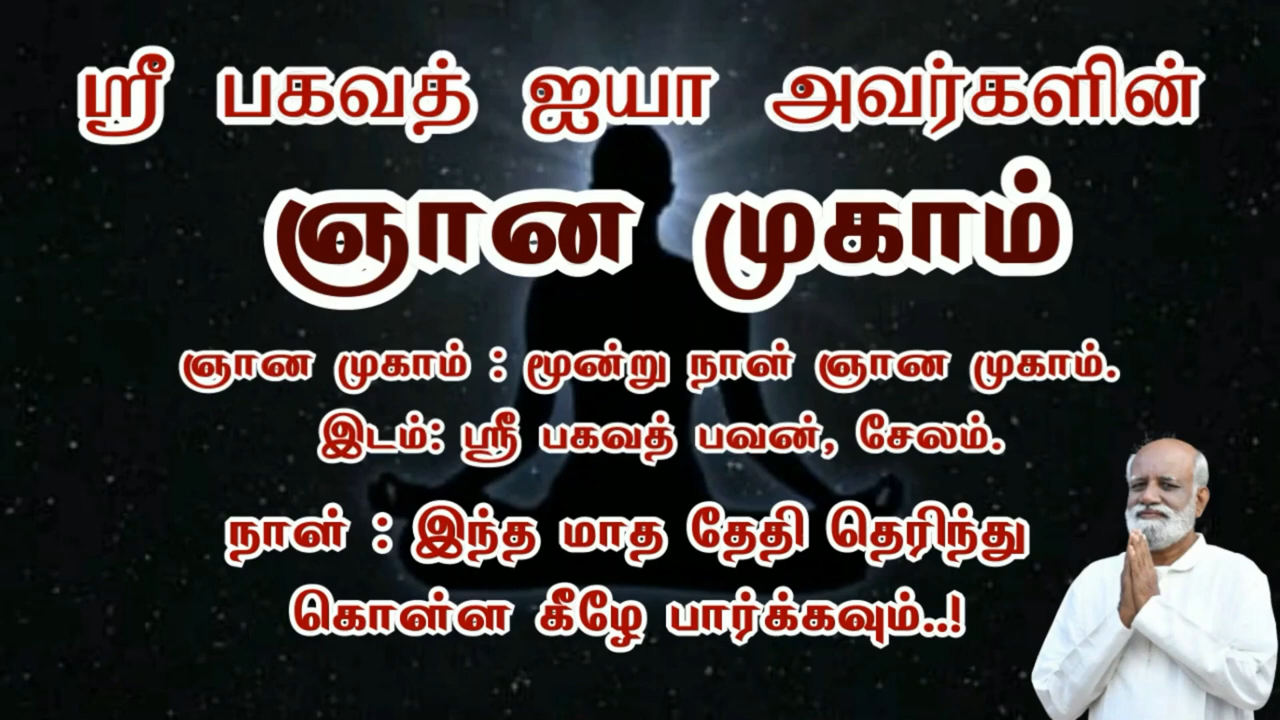 ஸ்ரீ பகவத் ஐயா அவர்களின்
ஞான முகாம்
ஞான முகாம் : மூன்று நாள் ஞான முகாம்.
இடம்: ஸ்ரீ பகவத் பவன், சேலம்.
நாள் : இந்த மாத தேதி தெரிந்து
கொள்ள கீழே பார்க்கவும்..!